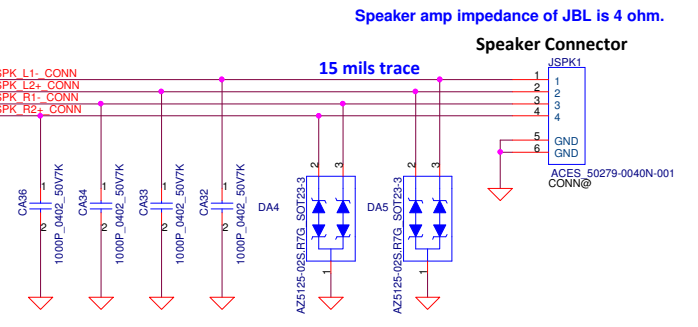 Speaker amp impedance of JBL is 4 ohm.
Speaker Connector
15 mils trace
JSPK1
SPK_L1-_CONN
SPK_L2+_CONN
SPK_R1-_CONN
SPK_R2+_CONN
1 1
2 2
3 3
4 4
5 GND
6 GND
ACES_50279-0040N-001
CONN@
CA36
1
2
1000P_0402_50V7K
CA34
1
2
1000P_0402_50V7K
CA33
1
2
1000P_0402_50V7K
CA32
1
2
1000P_0402_50V7K
DA4
2
3
1
AZ5125-02S.R7G_SOT23-3
DA5
2
3
1
AZ5125-02S.R7G_SOT23-3